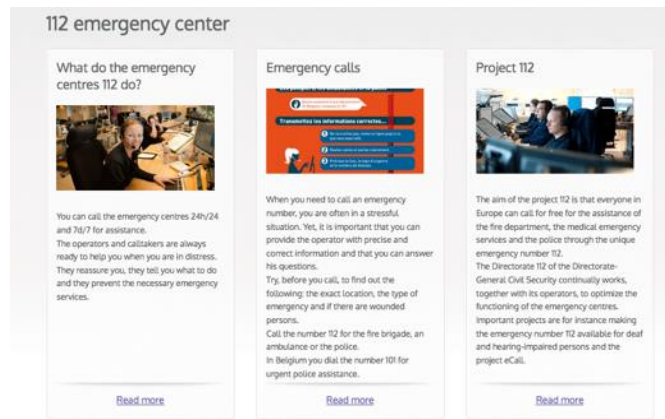 112 emergency center
What do the emergency
centres 112 do?
You can call the emergency centres 24h/24
and 7d/7 for assistance.
The operators and calltakers are always
ready to help you when you are in distress.
They reassure you, they tell you what to do
and they prevent the necessary emergency
services.
Read more
Emergency calls
Transmettez les informations correctes...
When you need to call an emergency
number, you are often in a stressful
situation. Yet, it is important that you can
provide the operator with precise and
correct information and that you can answer
his questions.
Try, before you call, to find out the
following: the exact location, the type of
emergency and if there are wounded
persons.
Call the number 112 for the fire brigade, an
ambulance or the police.
In Belgium you dial the number 101 for
urgent police assistance.
Read more
Project 112
The aim of the project 112 is that everyone in
Europe can call for free for the assistance of
the fire department, the medical emergency
services and the police through the unique
emergency number 112.
The Directorate 112 of the Directorate-
General Civil Security continually works,
together with its operators, to optimize the
functioning of the emergency centres.
Important projects are for instance making
the emergency number 112 available for deaf
and hearing-impaired persons and the
project eCall.
Read more